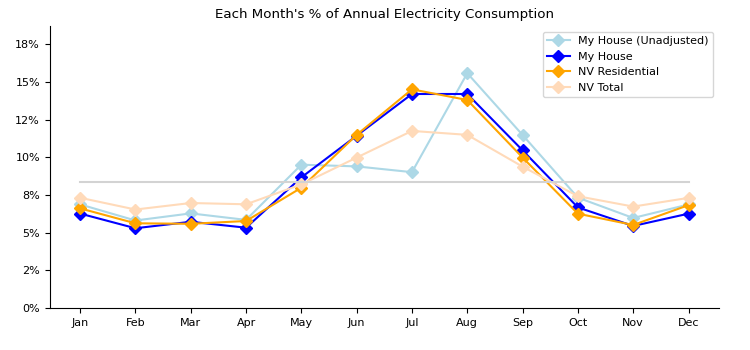 Each Month's % of Annual Electricity Consumption
18%
15%
12%
10%
8%
5%
2%
0%
My House (Unadjusted)
My House
NV Residential
NV Total
Jan Feb Mar Apr May Jun Jul Aug Sep Oct Nov Dec